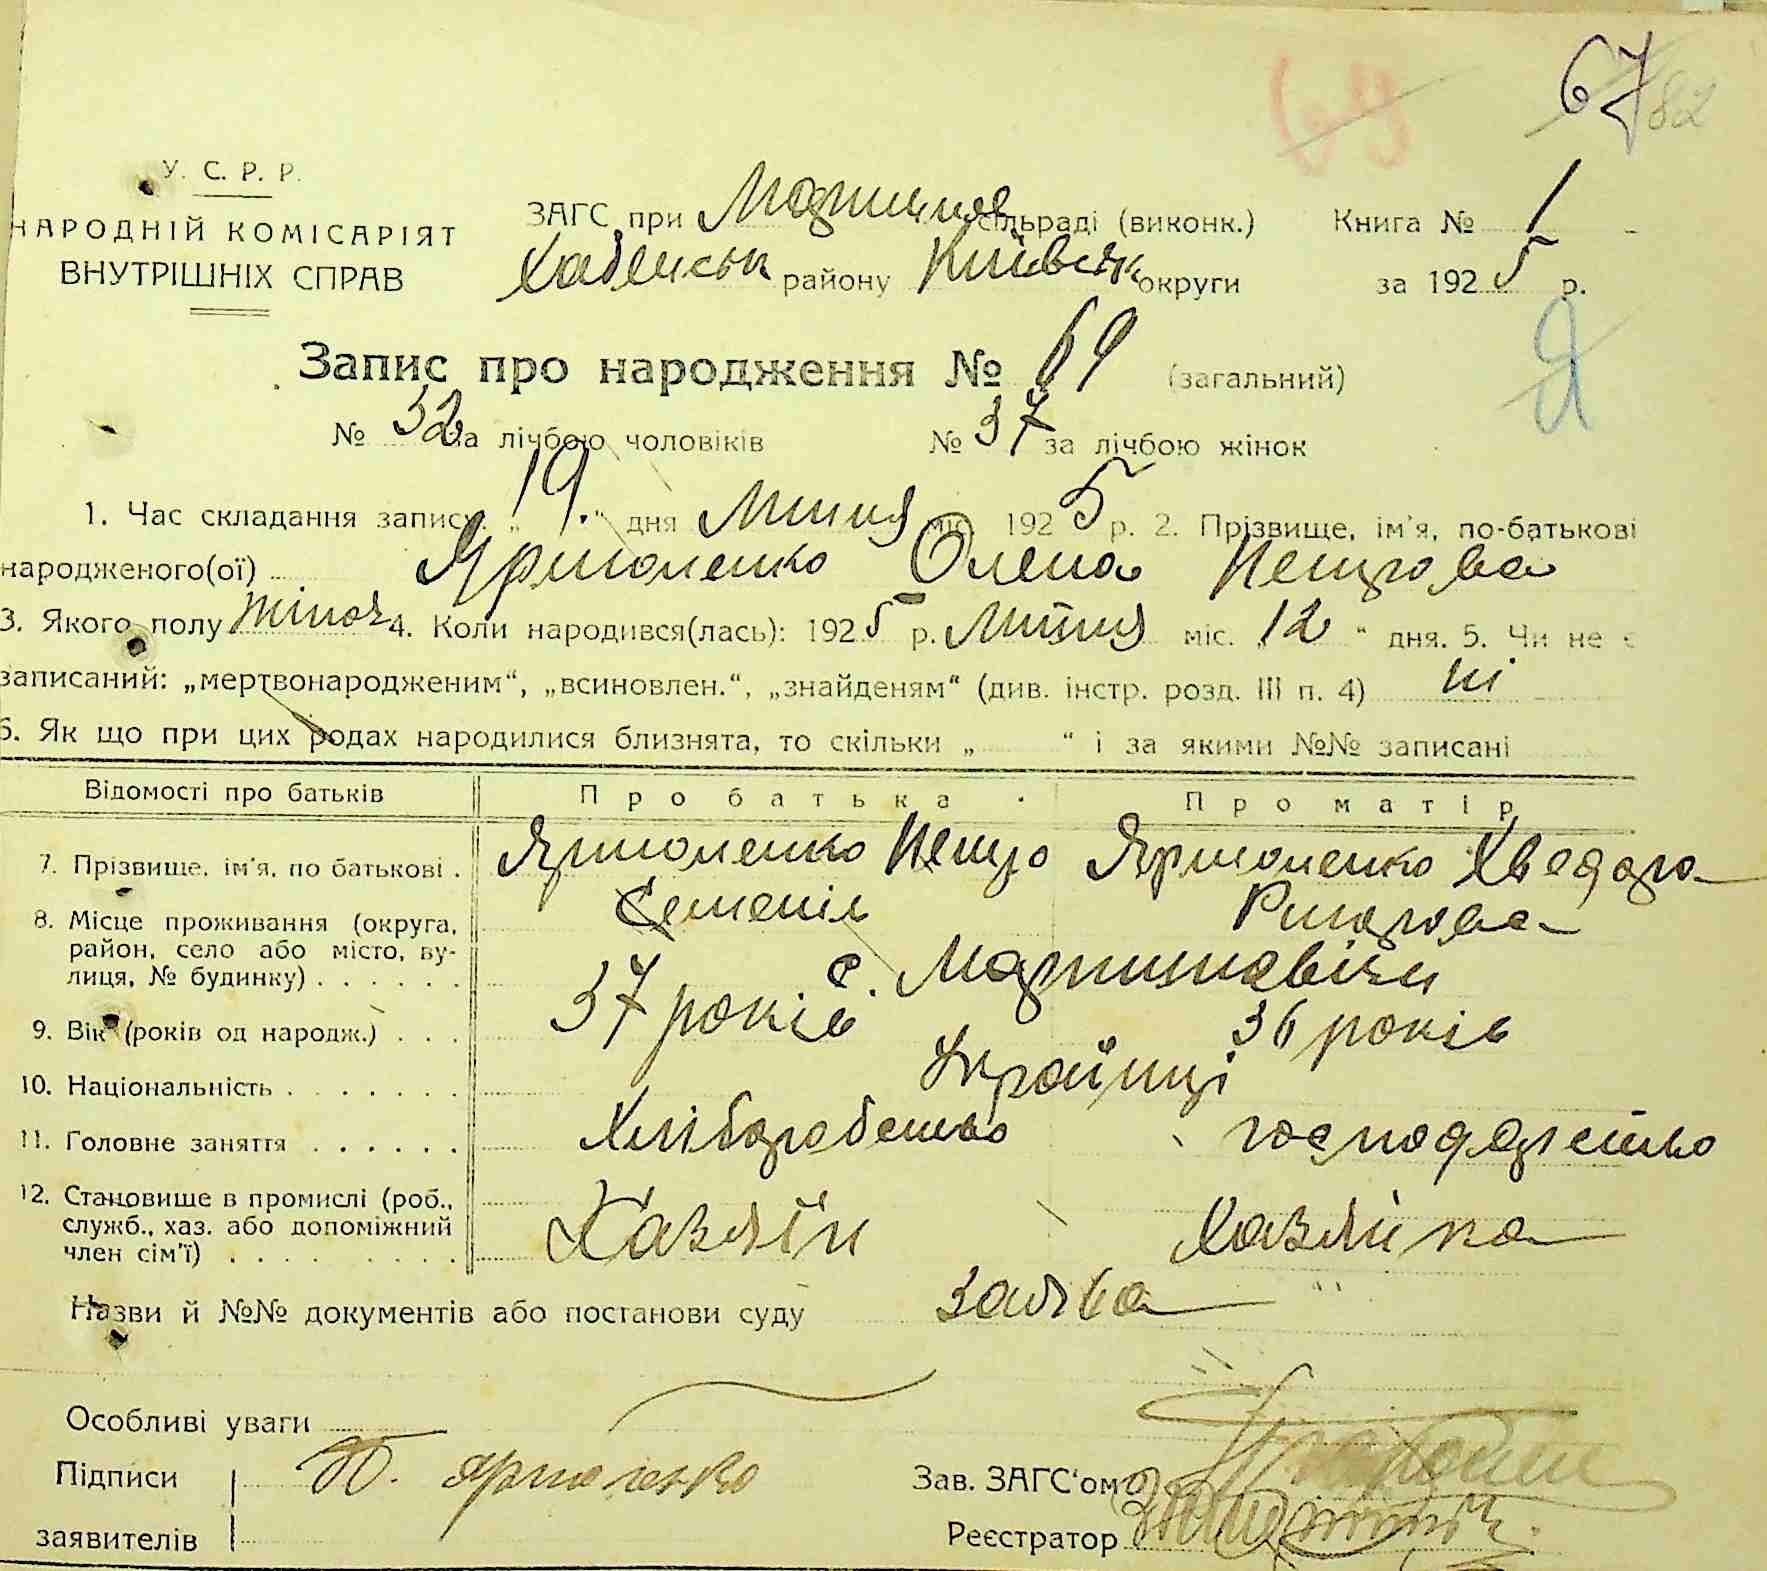 67 82
69
У. С. Р. Р.
НАРОДНІЙ КОМІСАРІЯТ
ВНУТРІШНІХ СПРАВ
ЗАГС при Мартинов сільраді (виконк.) Книга № 1
Хабенськ району Київськ округи за 1925 р.
Я
Запис про народження № 69 (загальний)
№ 32 за лічбою чоловіків № 37 за лічбою жінок
1. Час складання запису: „19.“ дня Липня міс. 1925 р. 2. Прізвище, ім'я, по-батькові
народженого(ої) Ярмоленко Олена Петрова
3. Якого полу жіноч 4. Коли народився(лась): 1925 р. Липня міс. „12“ дня. 5. Чи не є
записаний: „мертвонародженим“, „всиновлен.“, „знайденям“ (див. інстр. розд. III п. 4) ні
6. Як що при цих родах народилися близнята, то скільки „ “ і за якими №№ записані
Відомості про батьків Про батька Про матір
7. Прізвище, ім'я, по батькові . Ярмоленко Петро Ярмоленко Хведора
Семенів
8. Місце проживання (округа,
район, село або місто, ву-
лиця, № будинку) . . . . . . с. Мартиновічи
9. Вік (років од народж.) . . . 37 років 36 років
10. Національність . . . . . . . Українці
11. Головне заняття . . . . . . Хліборобство господарство
12. Становище в промислі (роб.,
служб., хаз. або допоміжний
член сім'ї) . . . . . . . . . Хазяїн Хазяйка
Назви й №№ документів або постанови суду заява
Особливі уваги
Підписи П. Ярмоленко Зав. ЗАГС'ом
заявителів Реєстратор